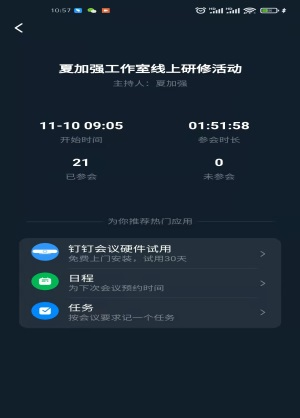 10:57
夏加强工作室线上研修活动
主持人：夏加强
11-10 09:05
01:51:58
开始时间
参会时长
21
0
已参会
未参会
为你推荐热门应用
钉钉会议硬件试用
免费上门安装，试用30天
日程
为下次会议预约时间
任务
按会议要求记一个任务